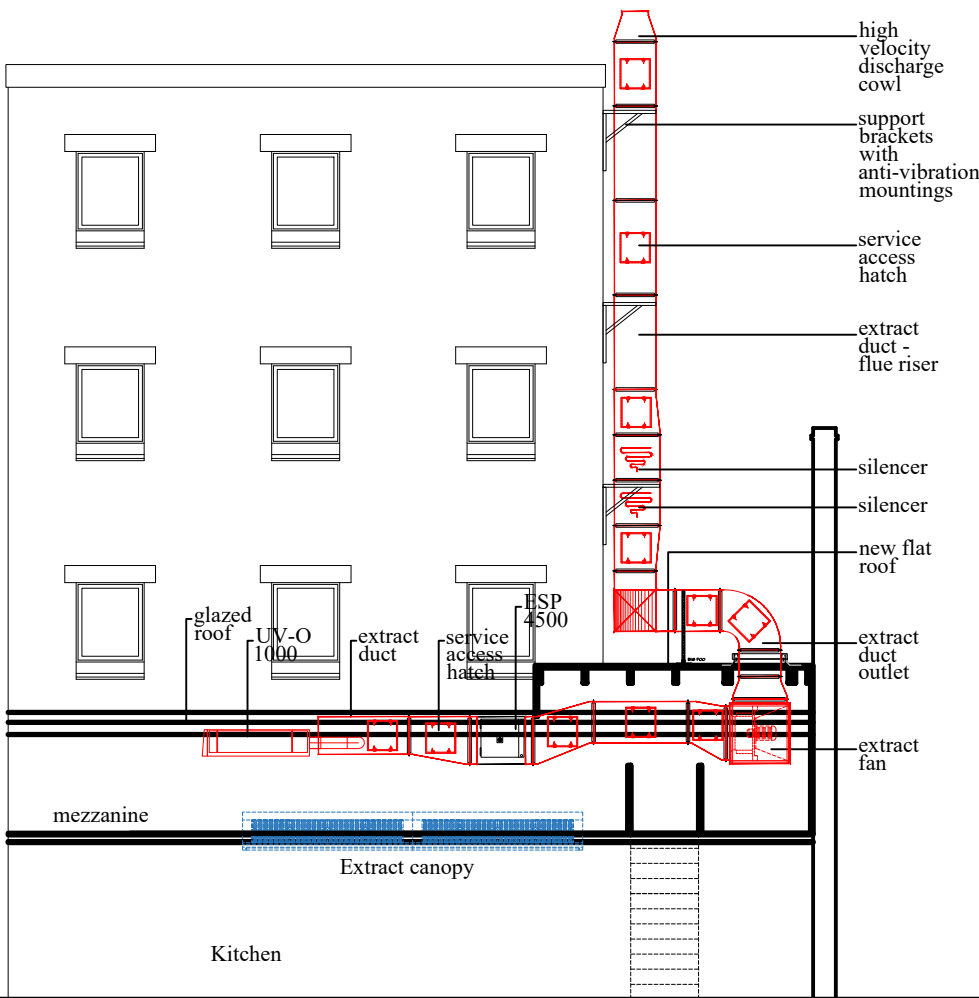 high
velocity
discharge
cowl
support
brackets
with
anti-vibration
mountings
service
access
hatch
extract
duct -
flue riser
silencer
silencer
new flat
roof
ESP
4500
glazed
roof
UV-O
1000
extract
duct
service
access
hatch
extract
duct
outlet
extract
fan
mezzanine
Extract canopy
Kitchen